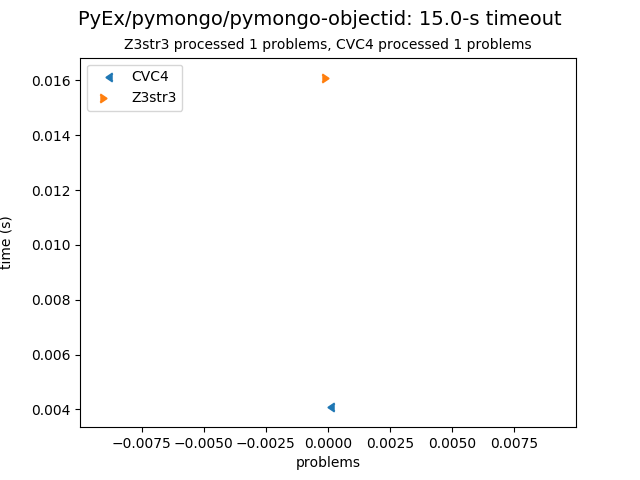 PyEx/pymongo/pymongo-objectid: 15.0-s timeout
Z3str3 processed 1 problems, CVC4 processed 1 problems
CVC4
Z3str3
time (s)
0.016
0.014
0.012
0.010
0.008
0.006
0.004
−0.0075 −0.0050 −0.0025 0.0000 0.0025 0.0050 0.0075
problems